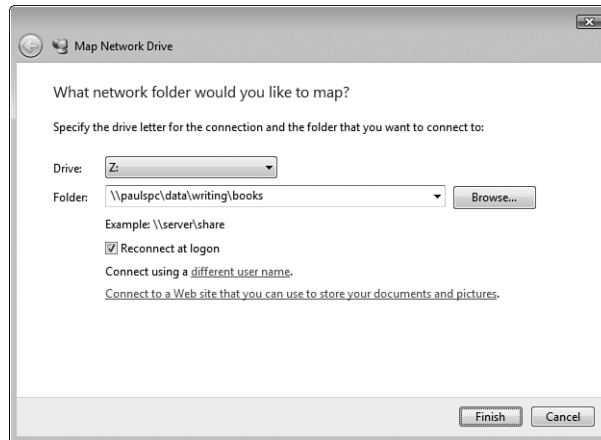 Map Network Drive
What network folder would you like to map?
Specify the drive letter for the connection and the folder that you want to connect to:
Drive: Z:
Folder: \\paulspc\data\writing\books Browse...
Example: \\server\share
Reconnect at logon
Connect using a different user name.
Connect to a Web site that you can use to store your documents and pictures.
Finish Cancel